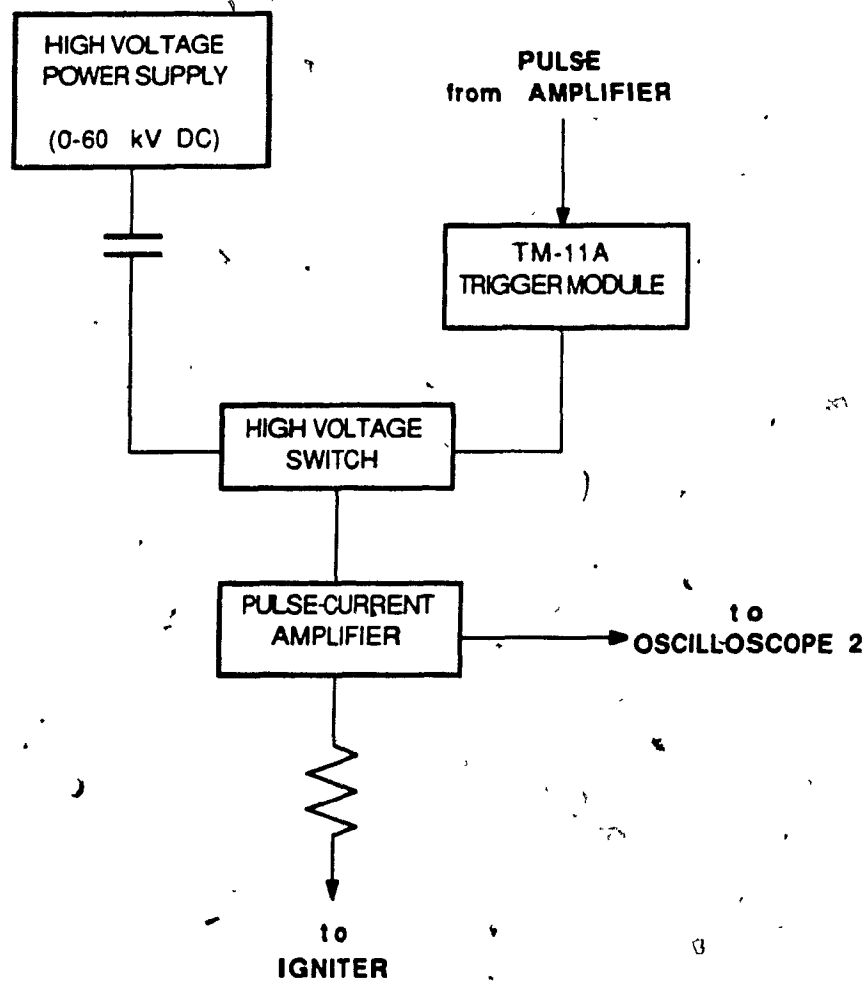 HIGH VOLTAGE
POWER SUPPLY
(0-60 kV DC)
PULSE
from AMPLIFIER
TM-11A
TRIGGER MODULE
HIGH VOLTAGE
SWITCH
PULSE-CURRENT
AMPLIFIER
to
OSCILLOSCOPE 2
to
IGNITER